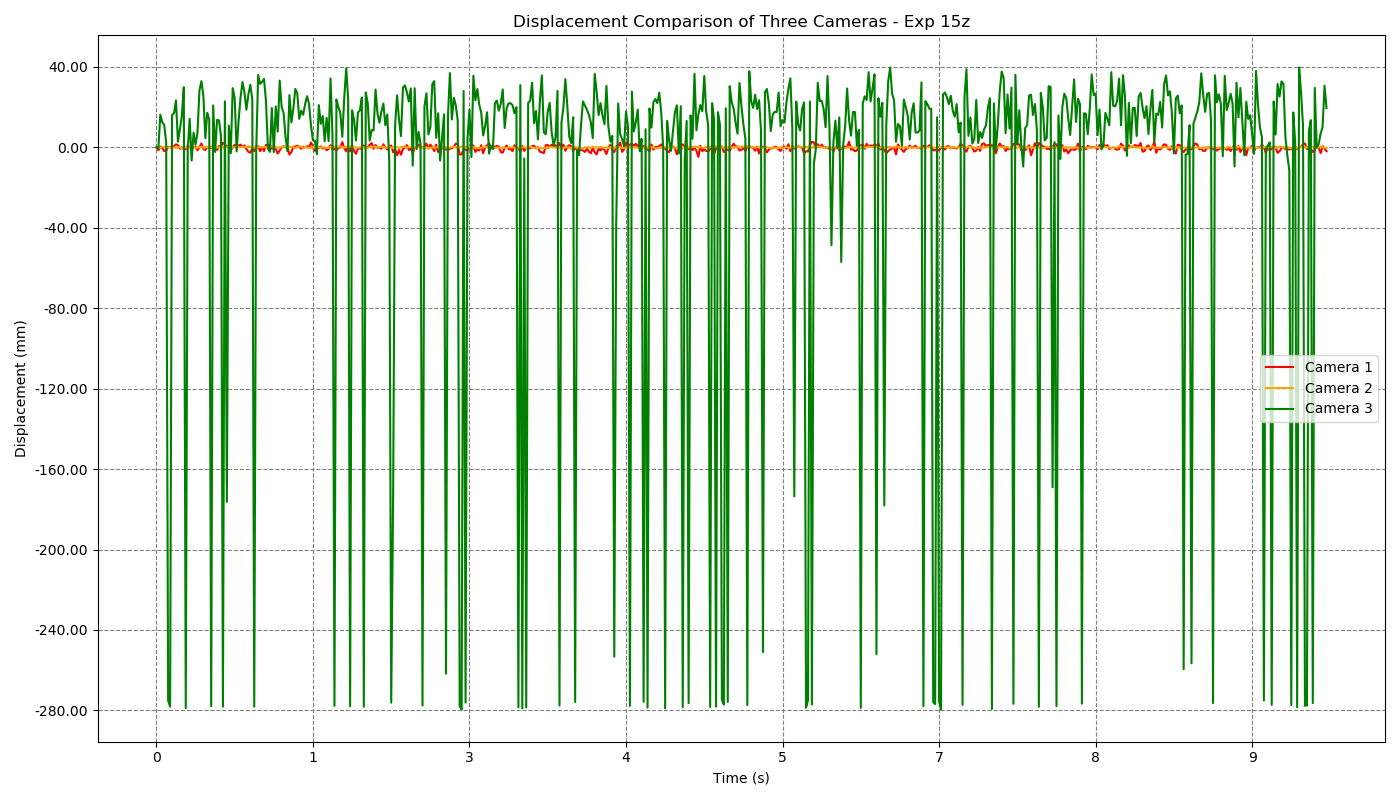 Displacement Comparison of Three Cameras - Exp 15z
Displacement (mm)
40.00
0.00
-40.00
-80.00
-120.00
-160.00
-200.00
-240.00
-280.00
Camera 1
Camera 2
Camera 3
0 1 3 4 5 7 8 9
Time (s)